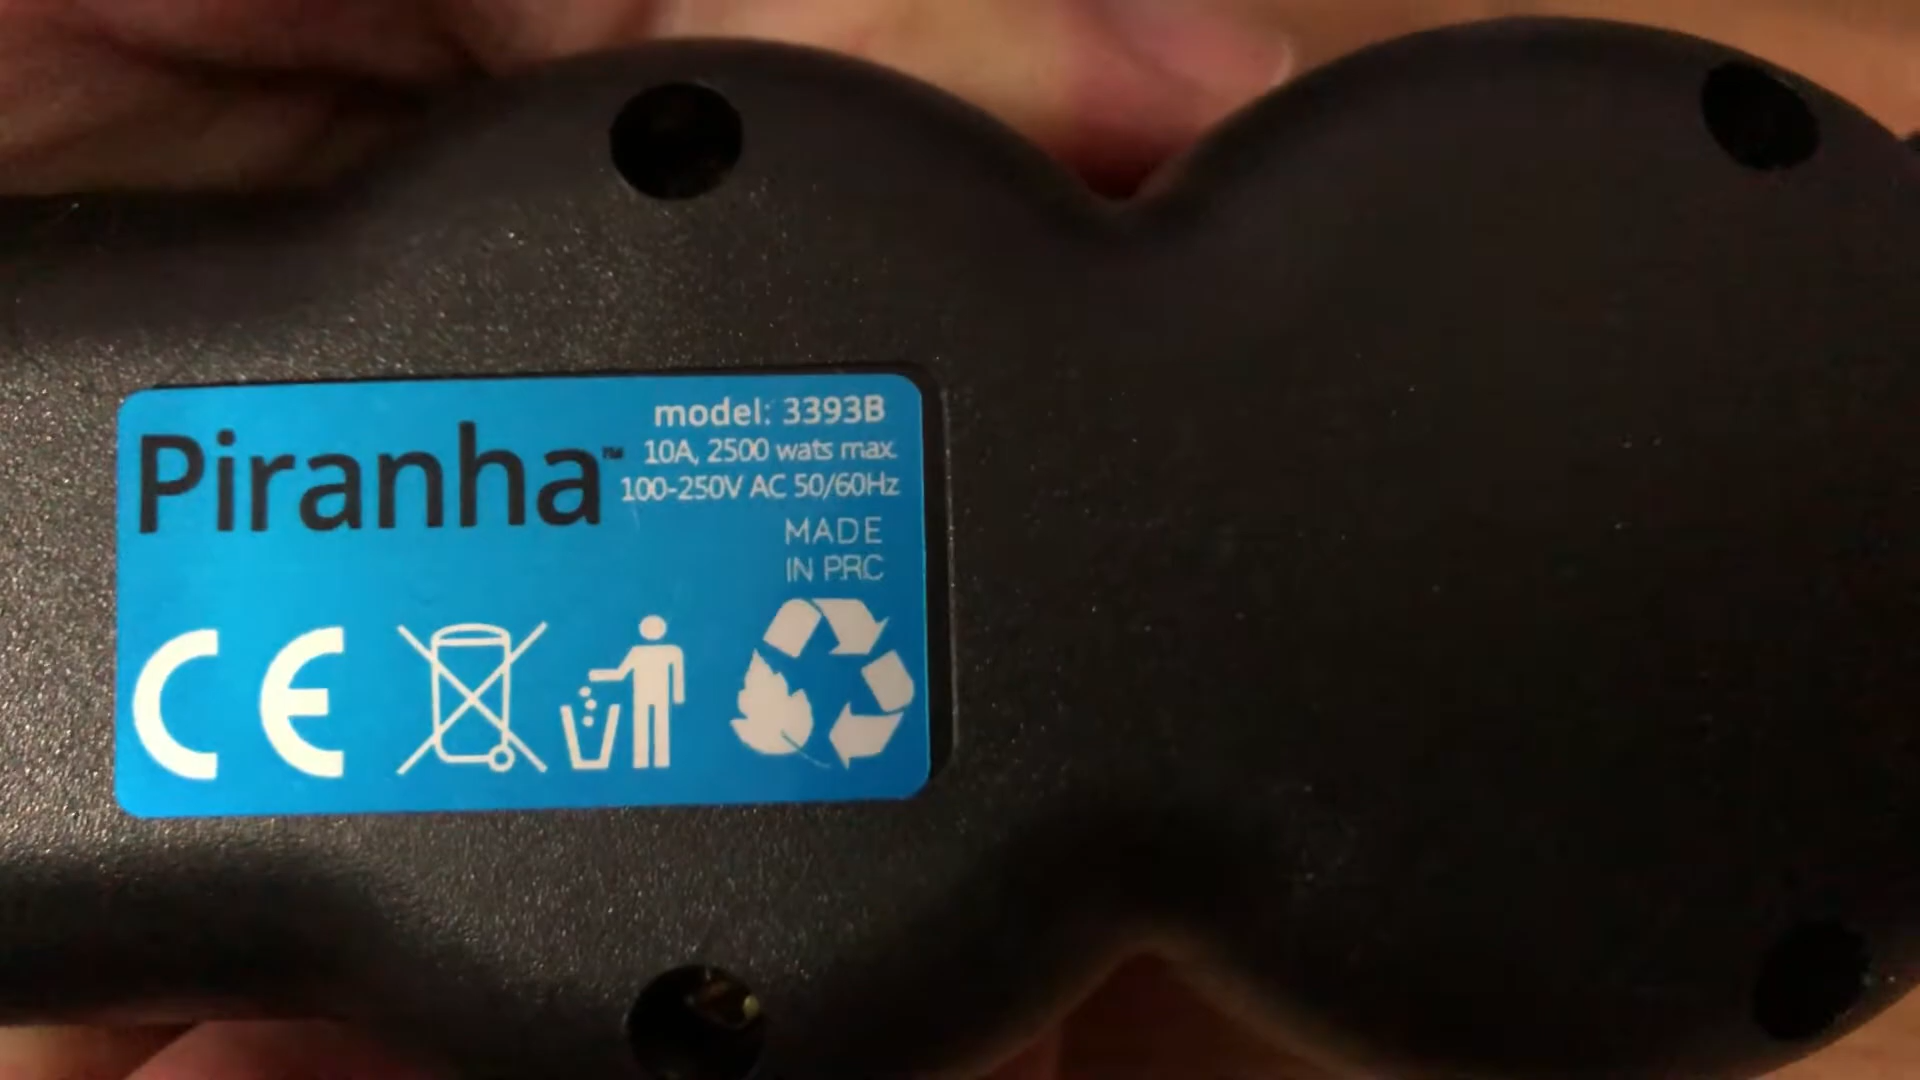 Piranha™
model: 3393B
10A, 2500 wats max.
100-250V AC 50/60Hz
MADE
IN PRC
CE